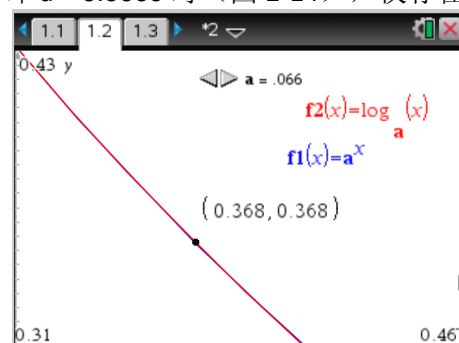 1.1 1.2 1.3 *2
0.43 y
a = .066
f2(x)=log a (x)
f1(x)=a^x
(0.368,0.368)
0.31 0.46